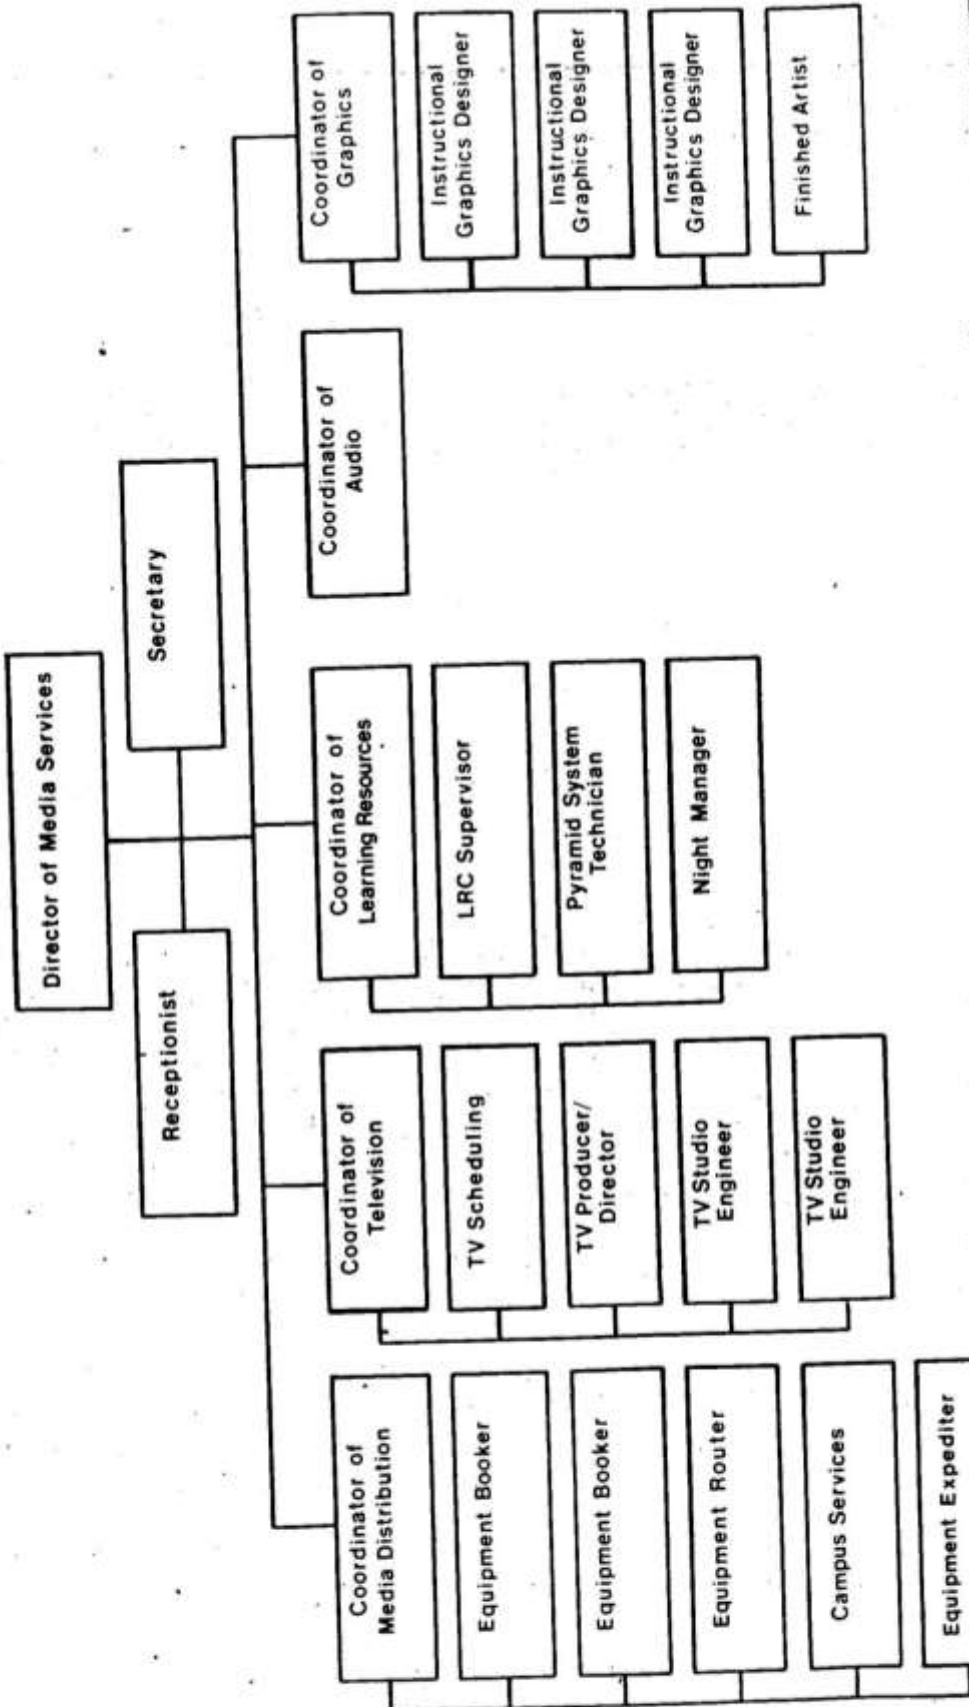 Director of Media Services
Receptionist
Secretary
Coordinator of
Media Distribution
Equipment Booker
Equipment Booker
Equipment Router
Campus Services
Equipment Expediter
Coordinator of
Television
TV Scheduling
TV Producer/
Director
TV Studio
Engineer
TV Studio
Engineer
Coordinator of
Learning Resources
LRC Supervisor
Pyramid System
Technician
Night Manager
Coordinator of
Audio
Coordinator of
Graphics
Instructional
Graphics Designer
Instructional
Graphics Designer
Instructional
Graphics Designer
Finished Artist